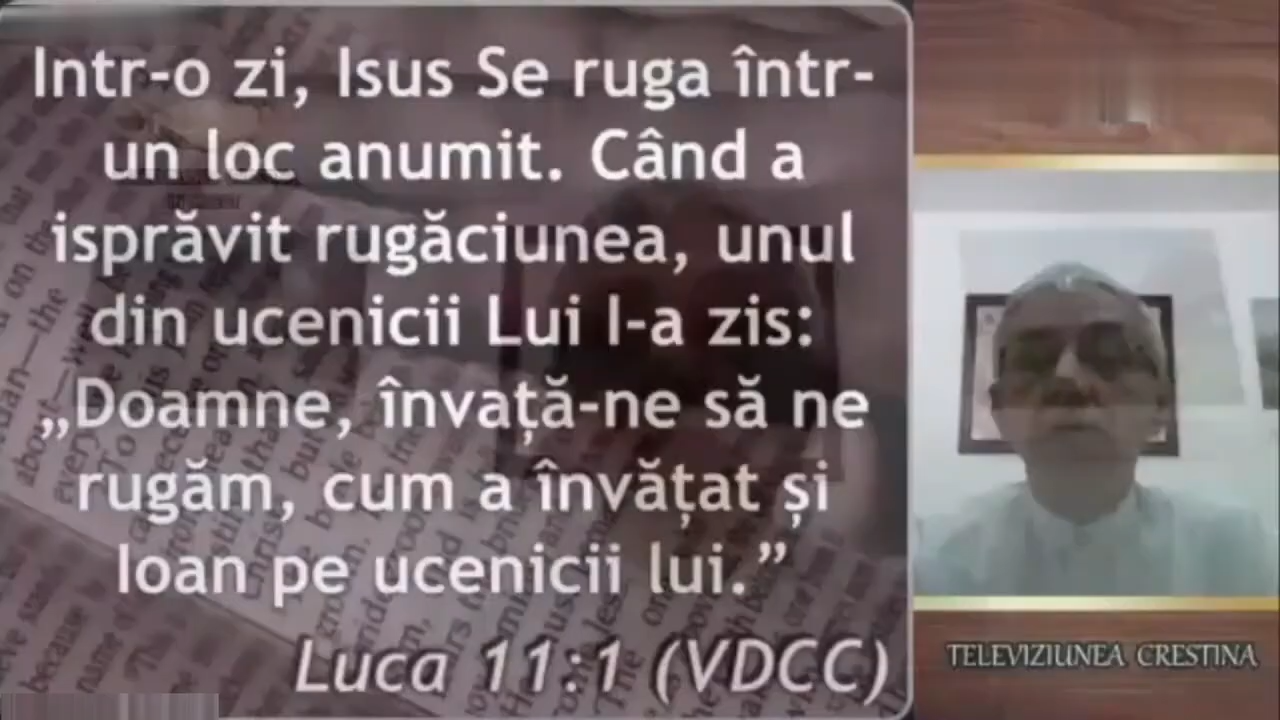 Intr-o zi, Isus Se ruga într-
un loc anumit. Când a
isprăvit rugăciunea, unul
din ucenicii Lui I-a zis:
„Doamne, învață-ne să ne
rugăm, cum a învățat și
Ioan pe ucenicii lui.”
Luca 11:1 (VDCC)
TELEVIZIUNEA CRESTINA